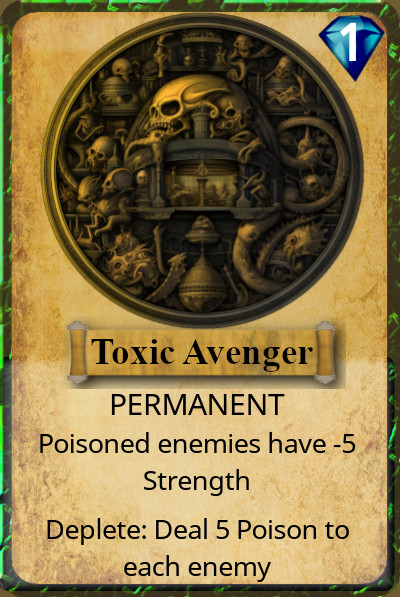 1
Toxic Avenger
PERMANENT
Poisoned enemies have -5
Strength
Deplete: Deal 5 Poison to
each enemy